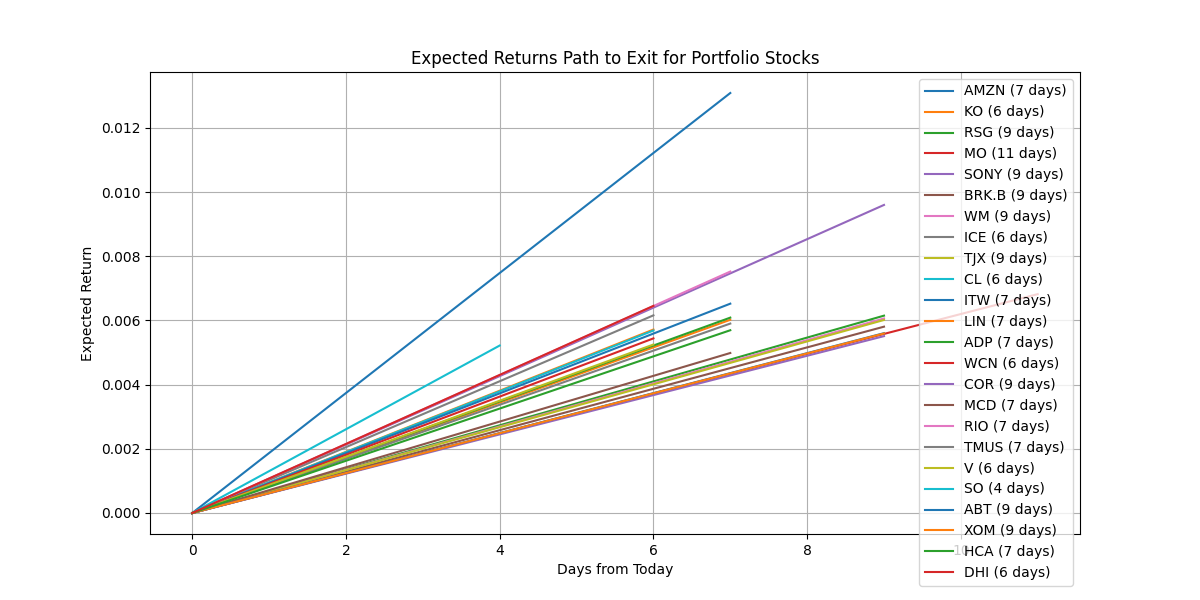 Expected Returns Path to Exit for Portfolio Stocks
Expected Return
0.012
0.010
0.008
0.006
0.004
0.002
0.000
0 2 4 6 8 10
Days from Today
AMZN (7 days)
KO (6 days)
RSG (9 days)
MO (11 days)
SONY (9 days)
BRK.B (9 days)
WM (9 days)
ICE (6 days)
TJX (9 days)
CL (6 days)
ITW (7 days)
LIN (7 days)
ADP (7 days)
WCN (6 days)
COR (9 days)
MCD (7 days)
RIO (7 days)
TMUS (7 days)
V (6 days)
SO (4 days)
ABT (9 days)
XOM (9 days)
HCA (7 days)
DHI (6 days)